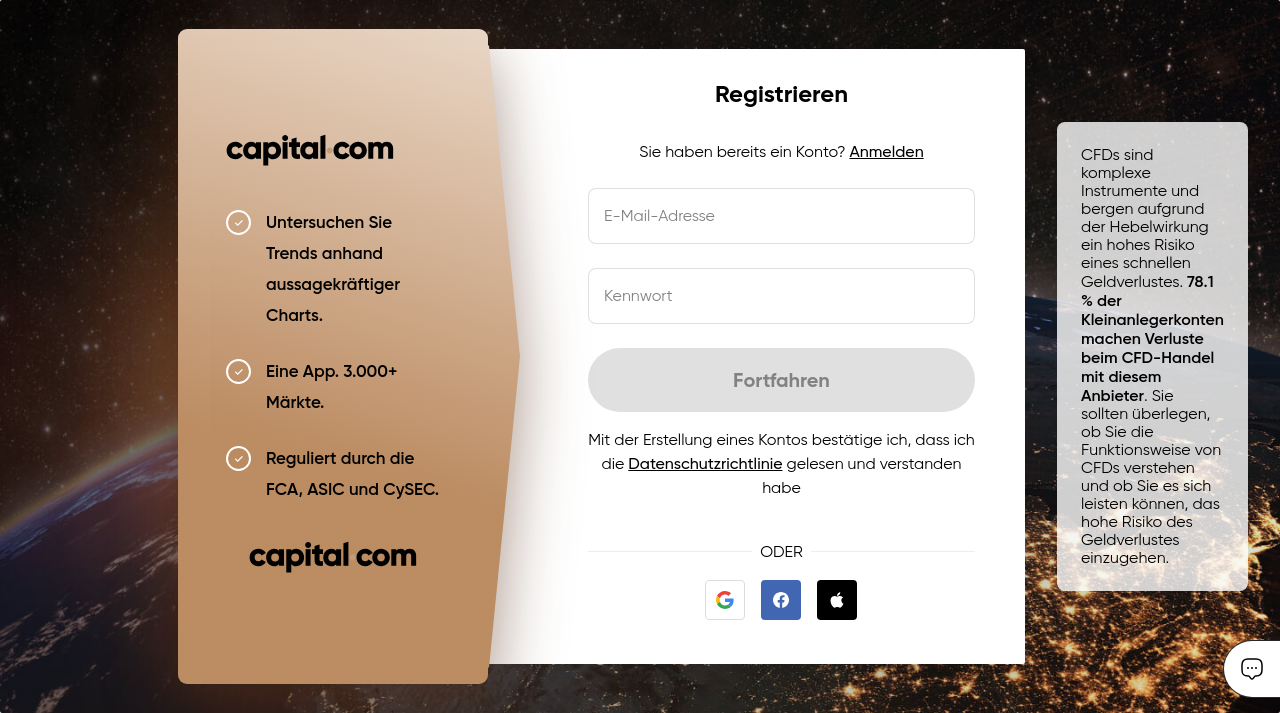 capital com
Untersuchen Sie
Trends anhand
aussagekräftiger
Charts.
Eine App. 3.000+
Märkte.
Reguliert durch die
FCA, ASIC und CySEC.
capital com
Registrieren
Sie haben bereits ein Konto? Anmelden
E-Mail-Adresse
Kennwort
Fortfahren
Mit der Erstellung eines Kontos bestätige ich, dass ich
die Datenschutzrichtlinie gelesen und verstanden
habe
ODER
CFDs sind
komplexe
Instrumente und
bergen aufgrund
der Hebelwirkung
ein hohes Risiko
eines schnellen
Geldverlustes. 78.1
% der
Kleinanlegerkonten
machen Verluste
beim CFD-Handel
mit diesem
Anbieter. Sie
sollten überlegen,
ob Sie die
Funktionsweise von
CFDs verstehen
und ob Sie es sich
leisten können, das
hohe Risiko des
Geldverlustes
einzugehen.